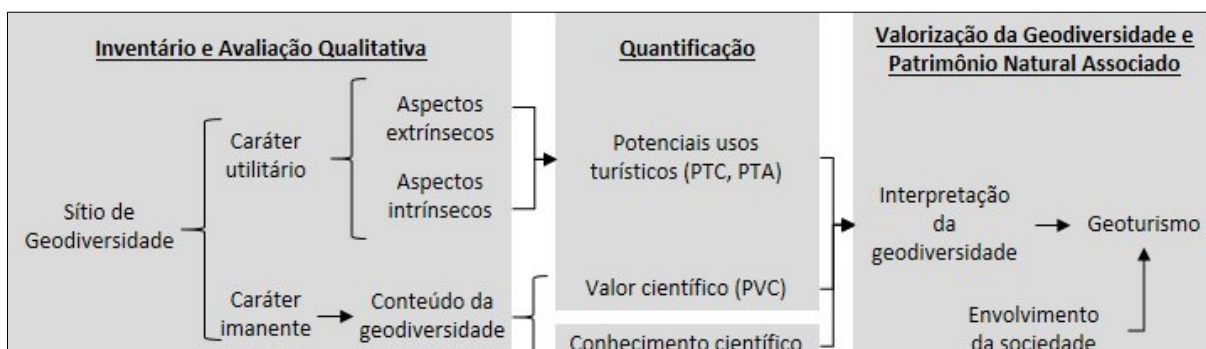 Inventário e Avaliação Qualitativa
Sítio de
Geodiversidade
Caráter
utilitário
Caráter
imanente
Aspectos
extrínsecos
Aspectos
intrínsecos
Conteúdo da
geodiversidade
Quantificação
Potenciais usos
turísticos (PTC, PTA)
Valor científico (PVC)
Conhecimento científico
Valorização da Geodiversidade e
Patrimônio Natural Associado
Interpretação
da
geodiversidade
Geoturismo
Envolvimento
da sociedade